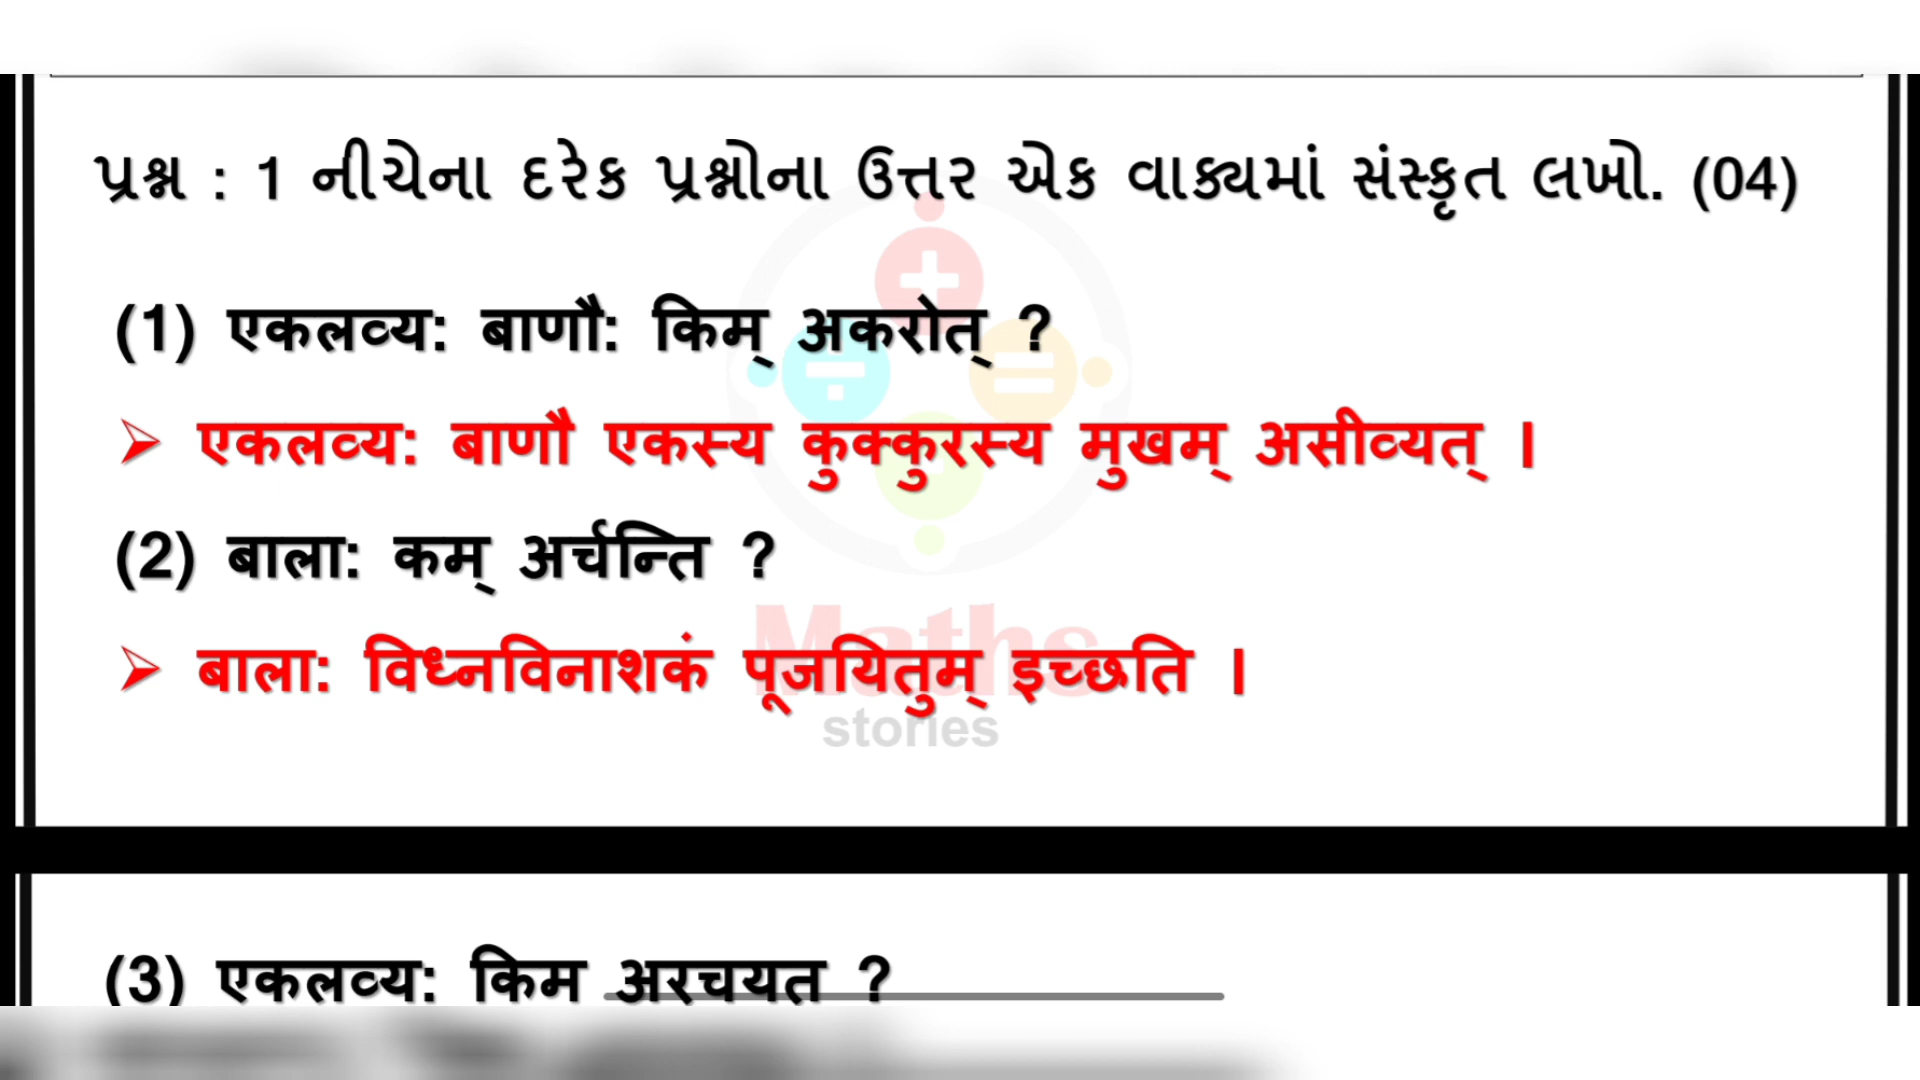 પ્રશ્ન : 1 નીચેના દરેક પ્રશ્નોના ઉત્તર એક વાક્યમાં સંસ્કૃત લખો. (04)
(1) एकलव्य: बाणौ: किम् अकरोत् ?
➢ एकलव्य: बाणौ एकस्य कुक्कुरस्य मुखम् असीव्यत् ।
(2) बाला: कम् अर्चन्ति ?
➢ बाला: विध्नविनाशकं पूजयितुम् इच्छति ।
Maths
stories
(3) एकलव्य: किम अरचयत ?